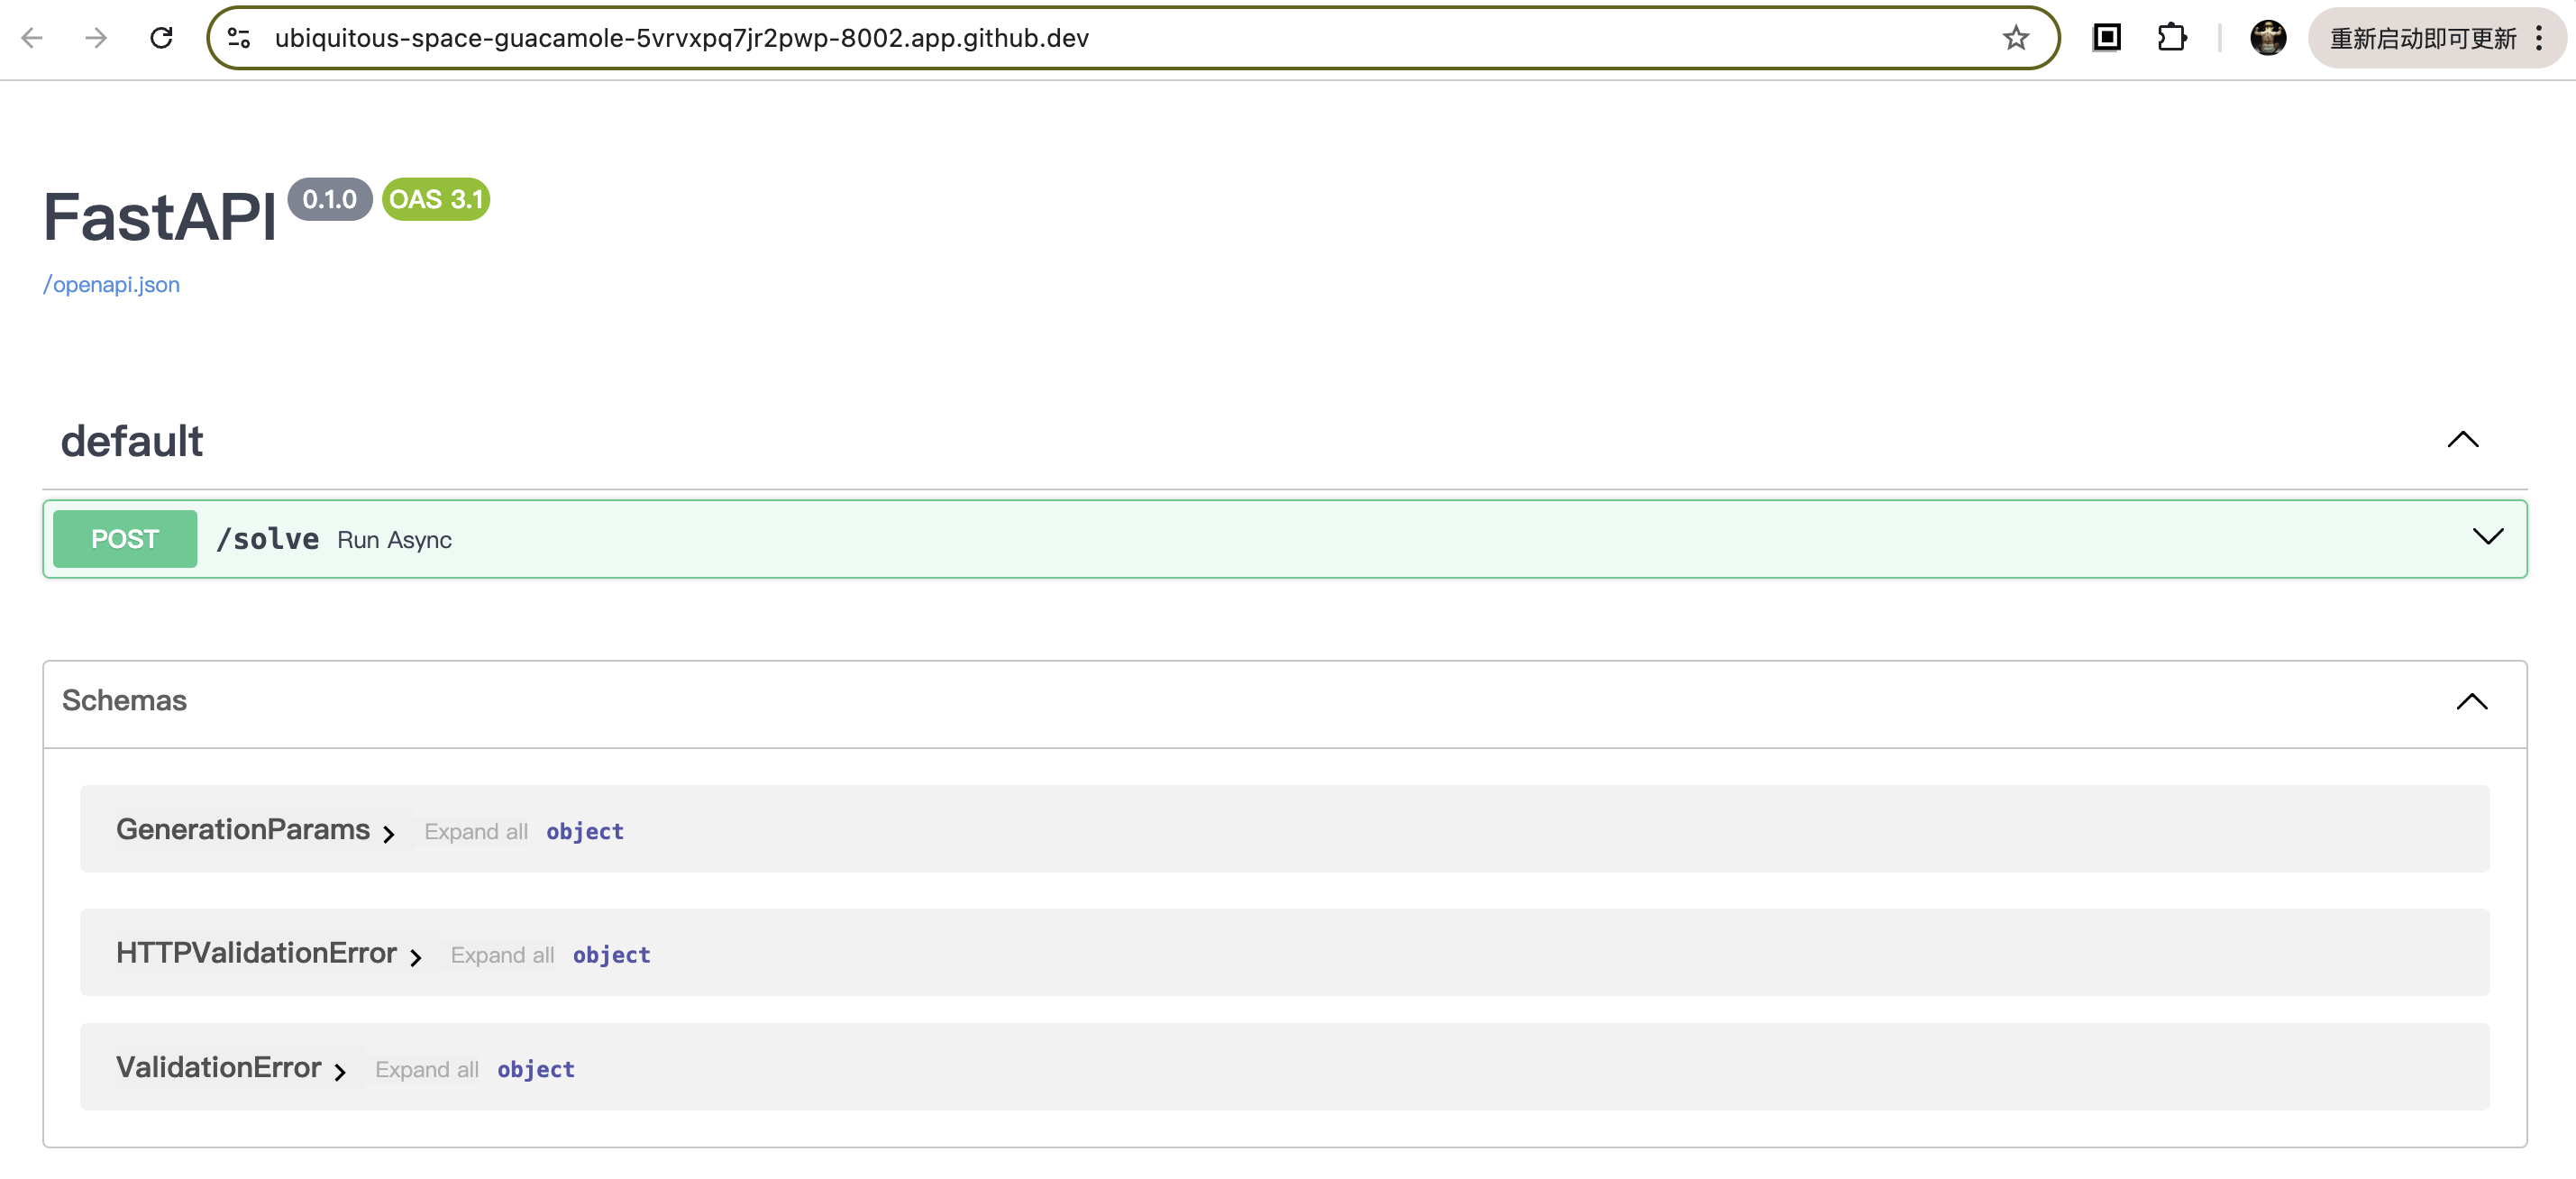 ubiquitous-space-guacamole-5vrvxpq7jr2pwp-8002.app.github.dev
重新启动即可更新
FastAPI 0.1.0 OAS 3.1
/openapi.json
default
POST /solve Run Async
Schemas
GenerationParams Expand all object
HTTPValidationError Expand all object
ValidationError Expand all object